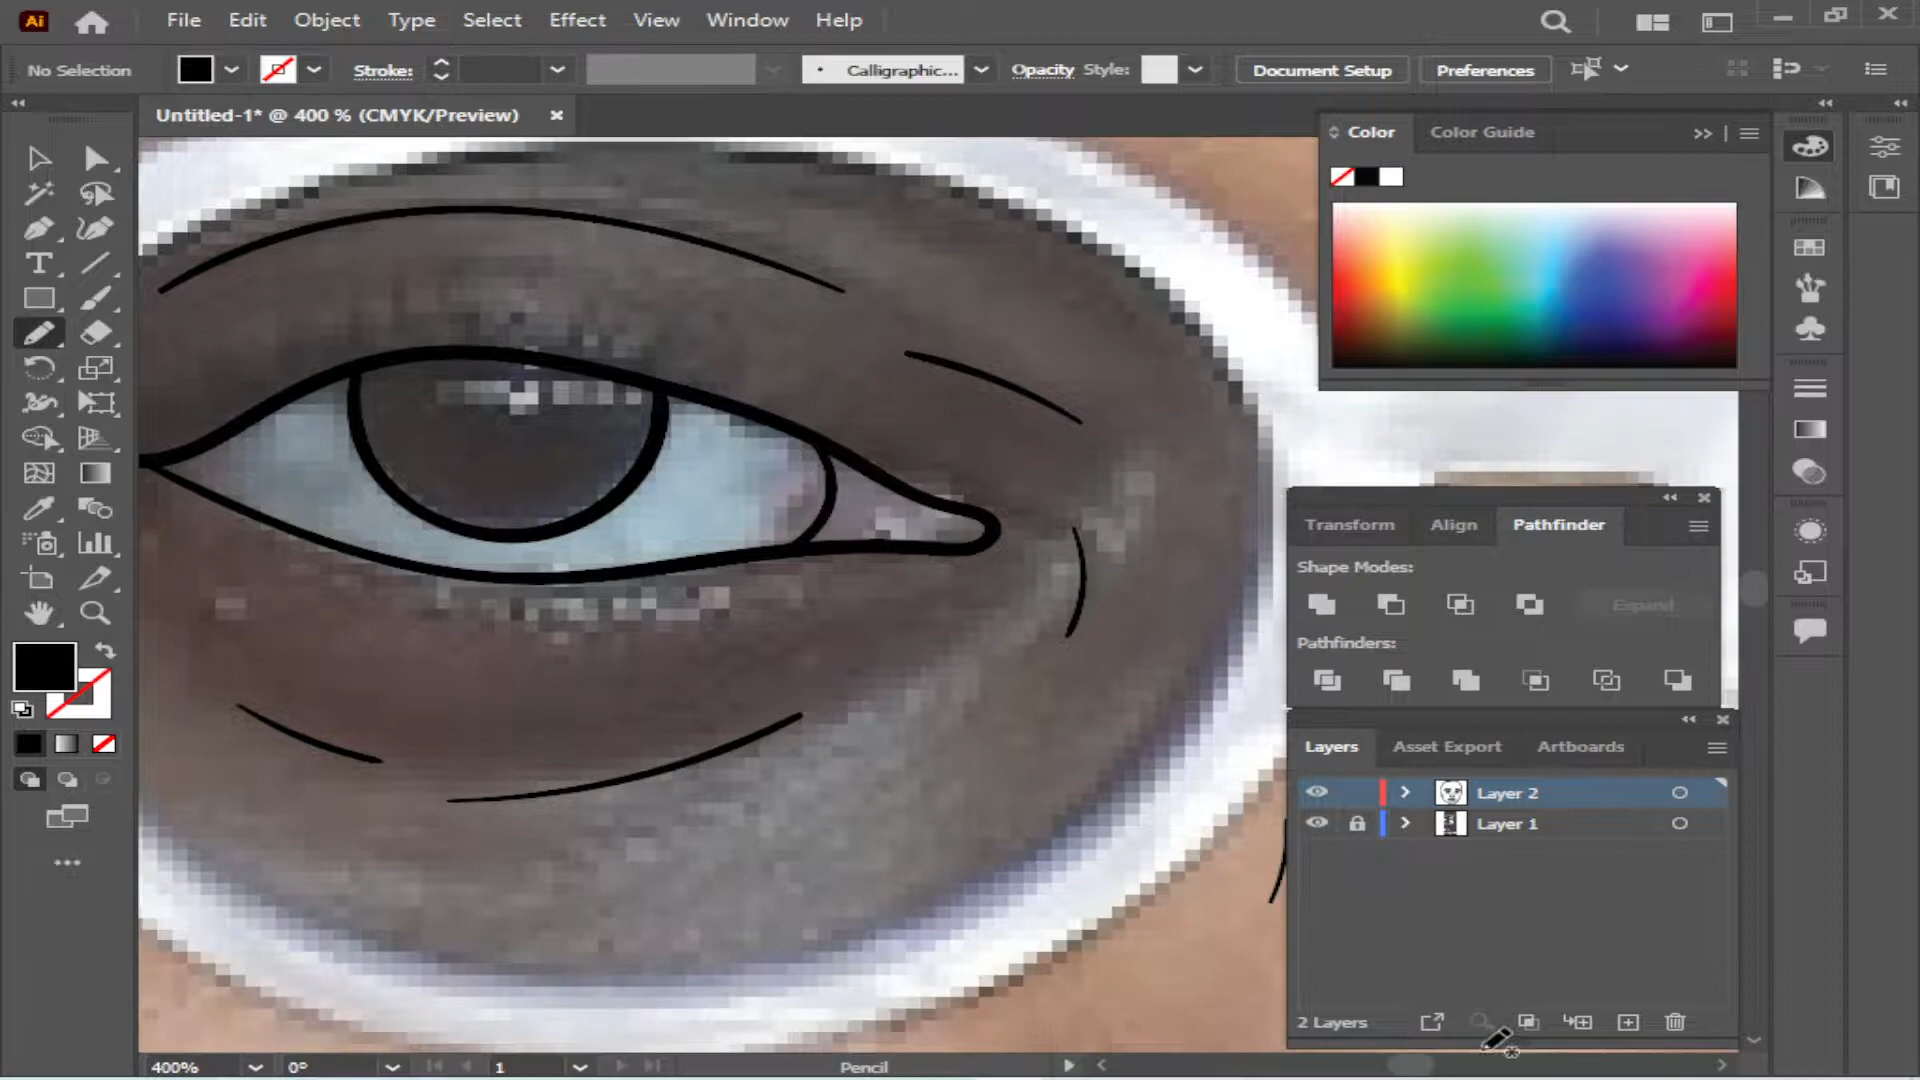 Ai File Edit Object Type Select Effect View Window Help
No Selection Stroke: Calligraphic... Opacity Style: Document Setup Preferences
Untitled-1* @ 400 % (CMYK/Preview)
Color Color Guide
Transform Align Pathfinder
Shape Modes:
Expand
Pathfinders:
Layers Asset Export Artboards
Layer 2
Layer 1
2 Layers
400% 0° 1 Pencil